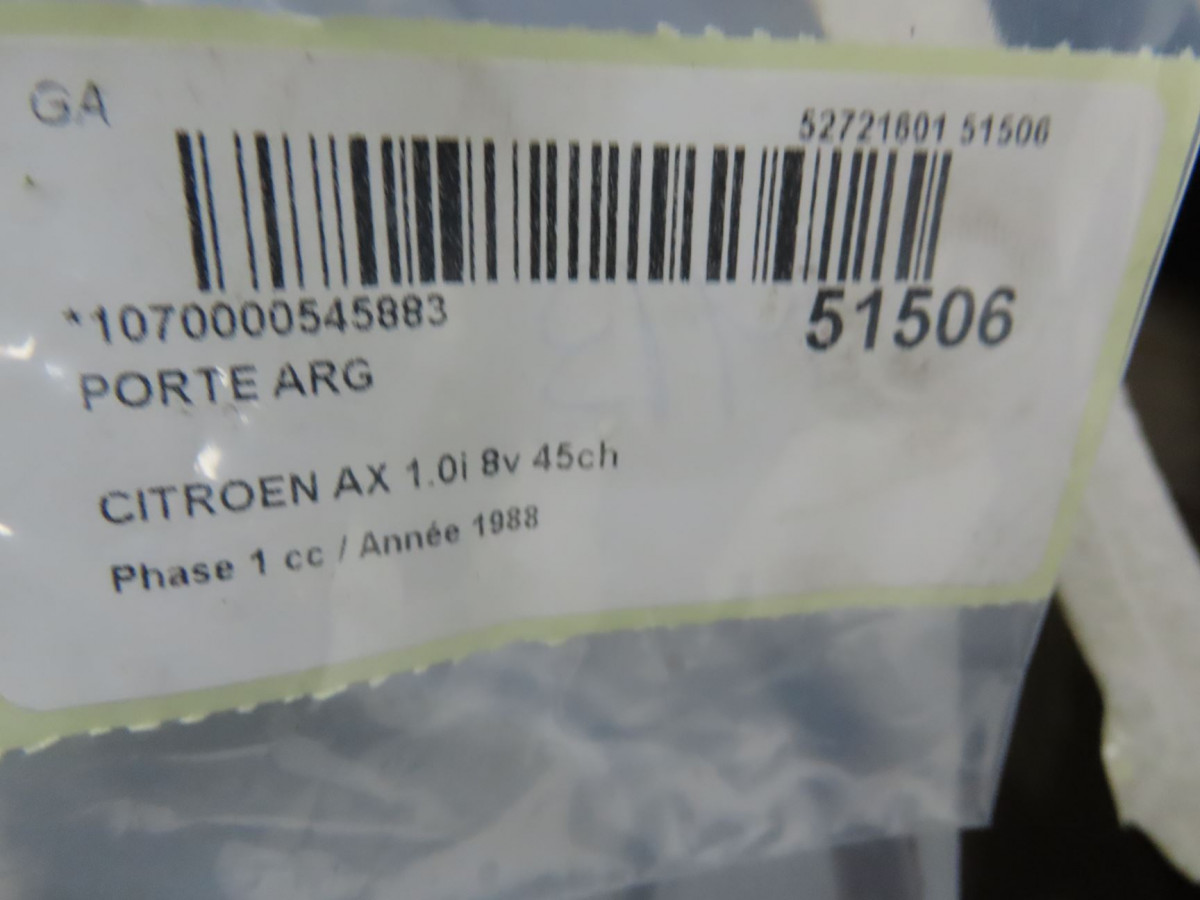 GA
52721601 51506
*1070000545883
51506
PORTE ARG
CITROEN AX 1.0i 8v 45ch
Phase 1 cc / Année 1988